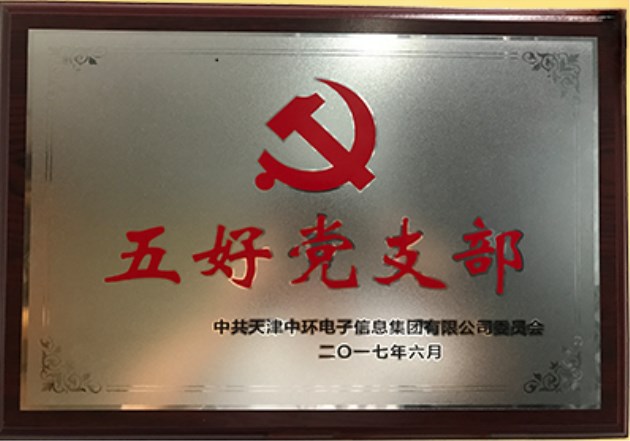 五好党支部
中共天津中环电子信息集团有限公司委员会
二〇一七年六月